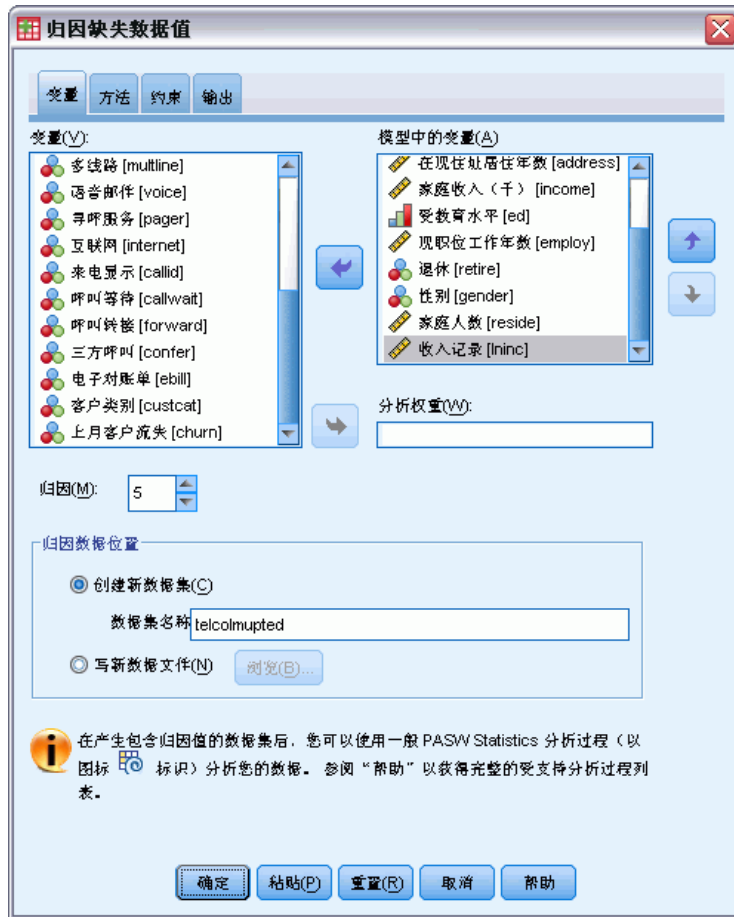 归因缺失数据值
变量 方法 约束 输出
变量(V):
多线路 [multline]
语音邮件 [voice]
寻呼服务 [pager]
互联网 [internet]
来电显示 [callid]
呼叫等待 [callwait]
呼叫转接 [forward]
三方呼叫 [confer]
电子对账单 [ebill]
客户类别 [custcat]
上月客户流失 [churn]
模型中的变量(A)
在现住址居住年数 [address]
家庭收入（千） [income]
受教育水平 [ed]
现职位工作年数 [employ]
退休 [retire]
性别 [gender]
家庭人数 [reside]
收入记录 [lninc]
分析权重(W):
归因(M): 5
归因数据位置
创建新数据集(C)
数据集名称 telcolmupted
写新数据文件(N) 浏览(B)...
在产生包含归因值的数据集后，您可以使用一般 PASW Statistics 分析过程（以
图标 标识）分析您的数据。 参阅“帮助”以获得完整的受支持分析过程列
表。
确定 粘贴(P) 重置(R) 取消 帮助